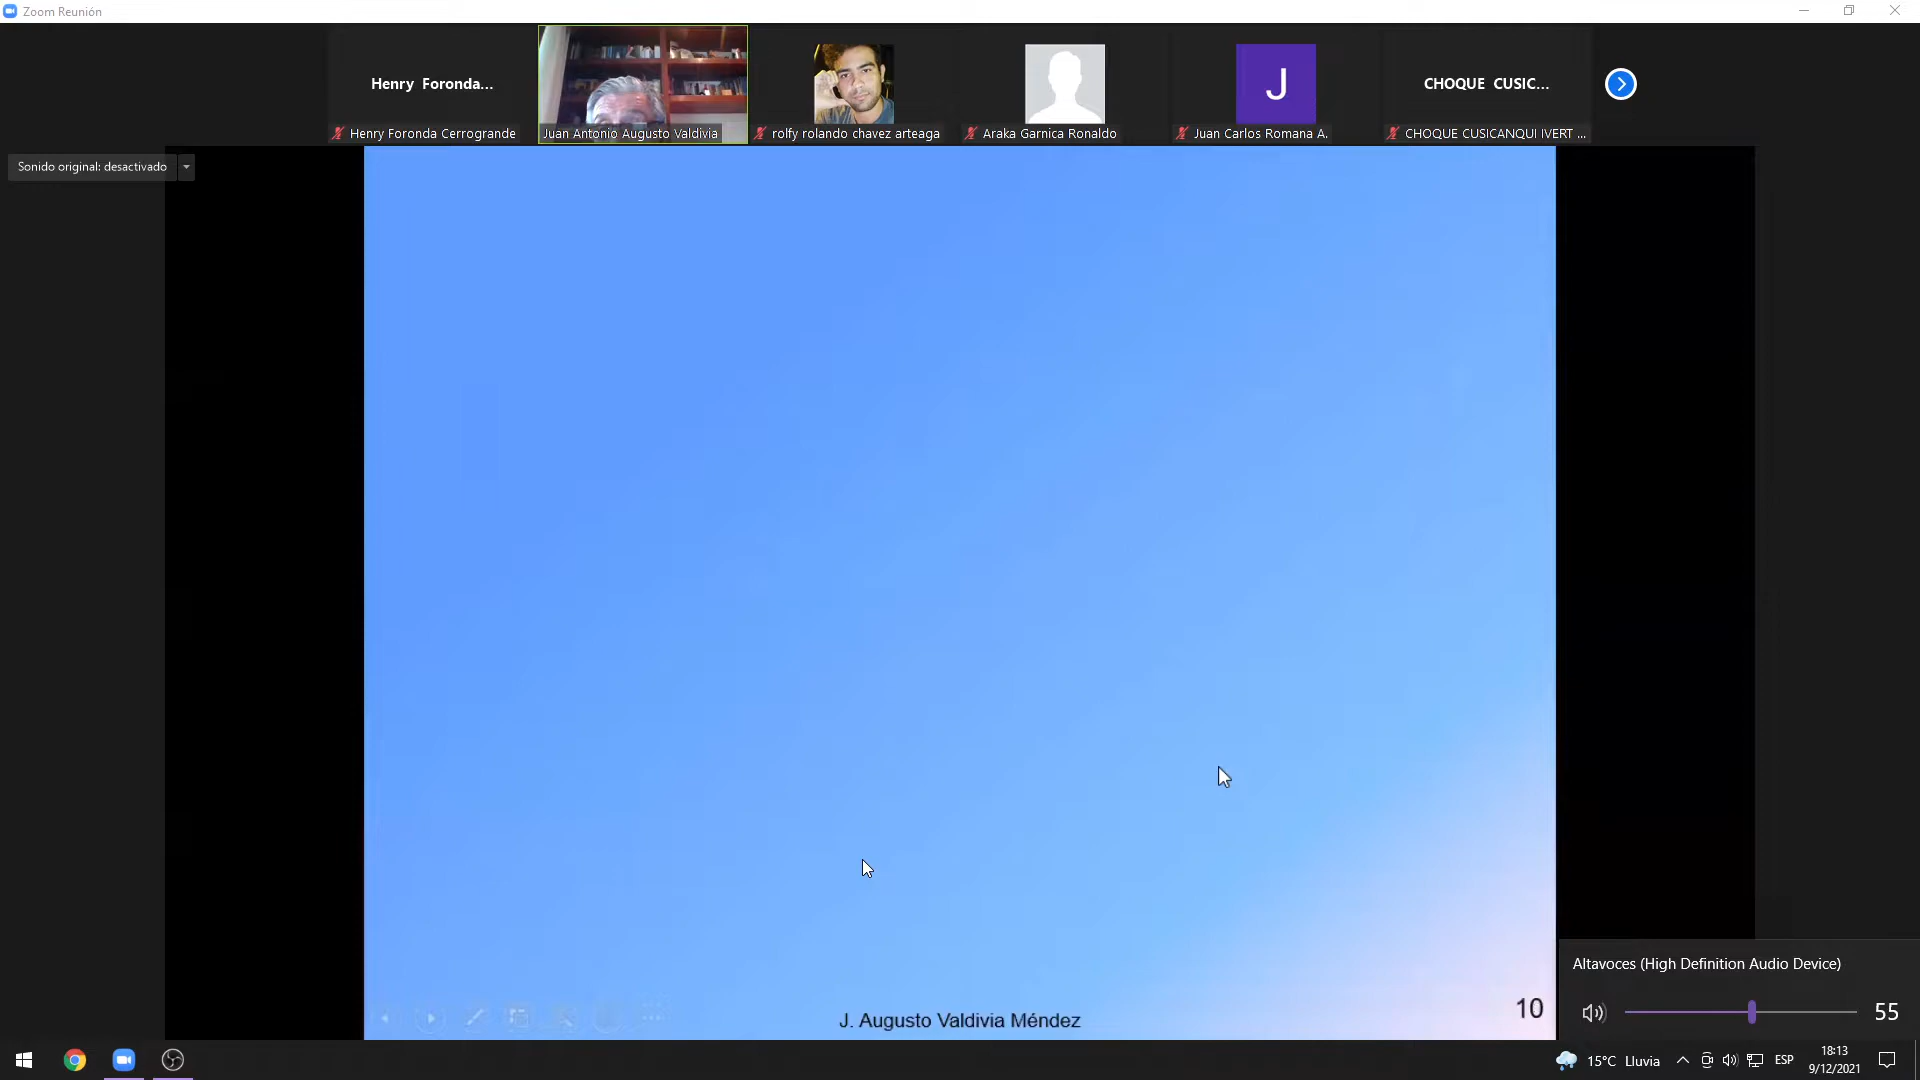 Zoom Reunión
Henry Foronda...
CHOQUE CUSIC...
J
Henry Foronda Cerrogrande
Juan Antonio Augusto Valdivia
rolfy rolando chavez arteaga
Araka Garnica Ronaldo
Juan Carlos Romana A.
CHOQUE CUSICANQUI IVERT ...
Sonido original: desactivado
Altavoces (High Definition Audio Device)
55
J. Augusto Valdivia Méndez
10
15°C Lluvia
ESP
18:13
9/12/2021